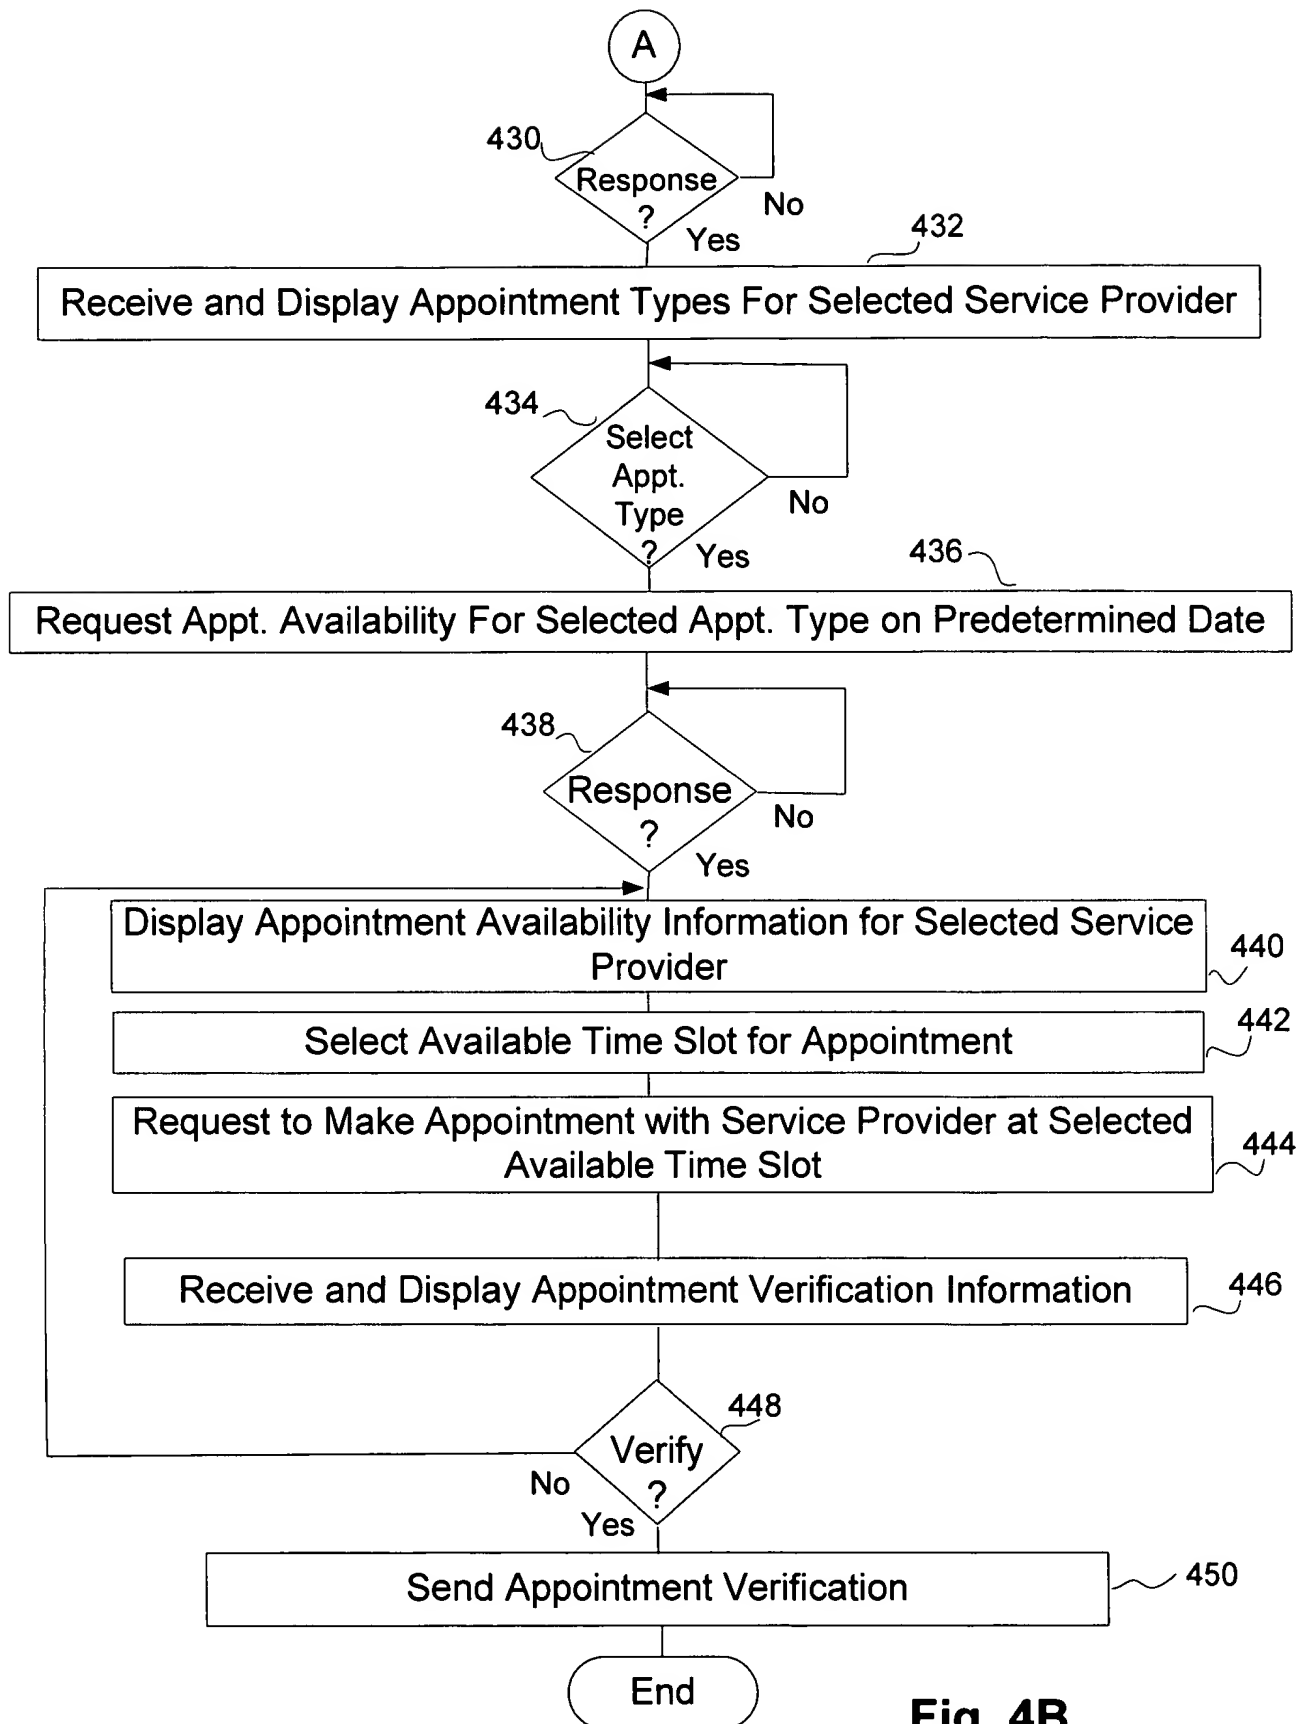 A
430
Response
?
No
Yes
432
Receive and Display Appointment Types For Selected Service Provider
434
Select
Appt.
Type
?
No
Yes
436
Request Appt. Availability For Selected Appt. Type on Predetermined Date
438
Response
?
No
Yes
Display Appointment Availability Information for Selected Service
Provider
440
Select Available Time Slot for Appointment
442
Request to Make Appointment with Service Provider at Selected
Available Time Slot
444
Receive and Display Appointment Verification Information
446
448
Verify
?
No
Yes
Send Appointment Verification
450
End
Fig. 4B